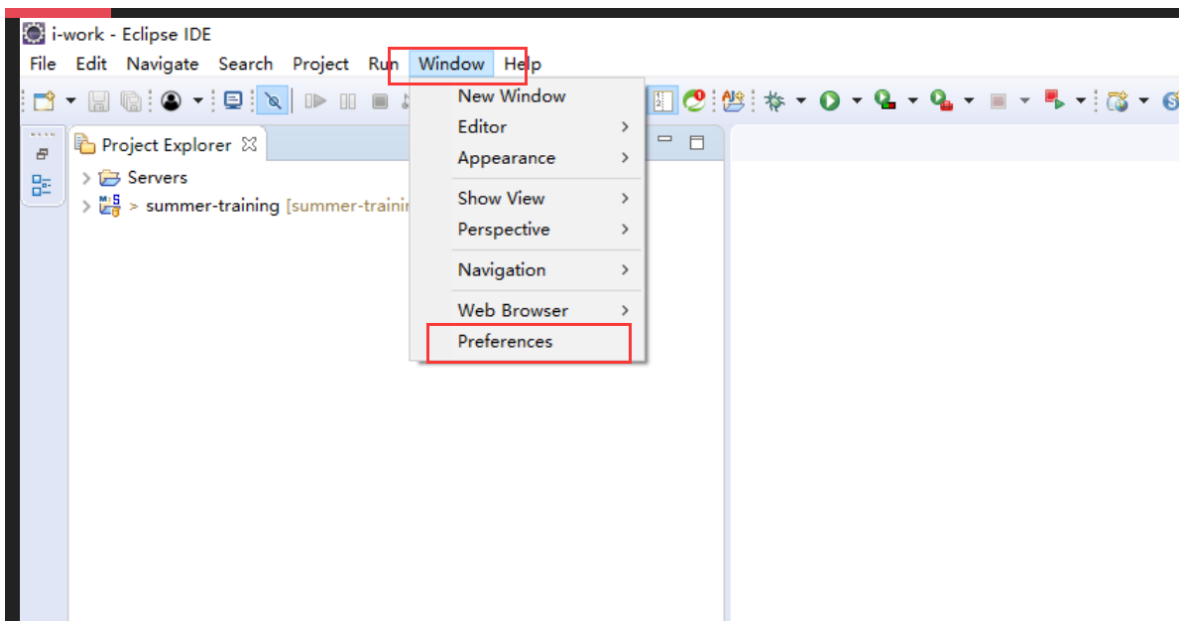 i-work - Eclipse IDE
File Edit Navigate Search Project Run Window Help
New Window
Editor
Appearance
Show View
Perspective
Navigation
Web Browser
Preferences
Project Explorer
Servers
> summer-training [summer-trainin